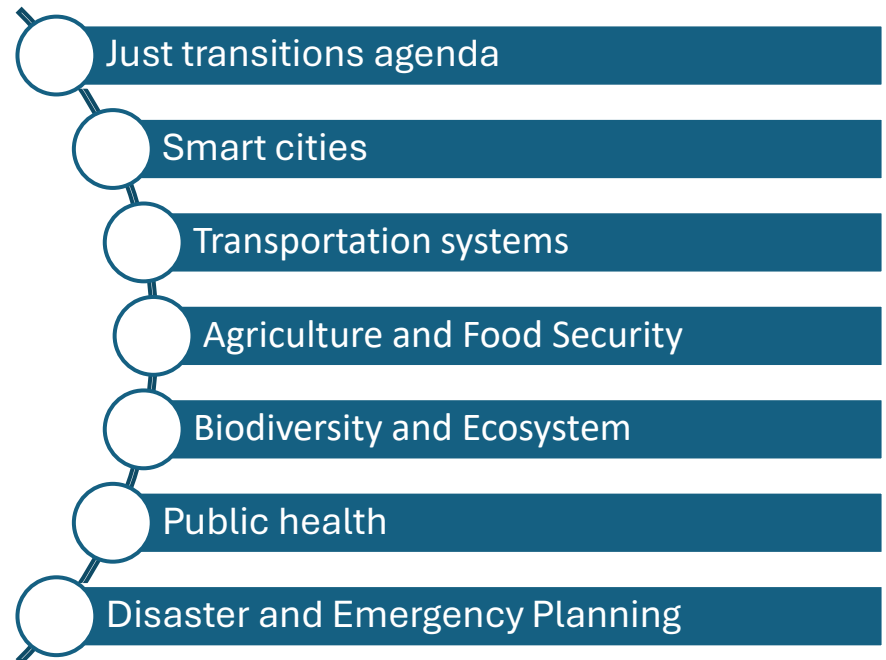 Just transitions agenda
Smart cities
Transportation systems
Agriculture and Food Security
Biodiversity and Ecosystem
Public health
Disaster and Emergency Planning